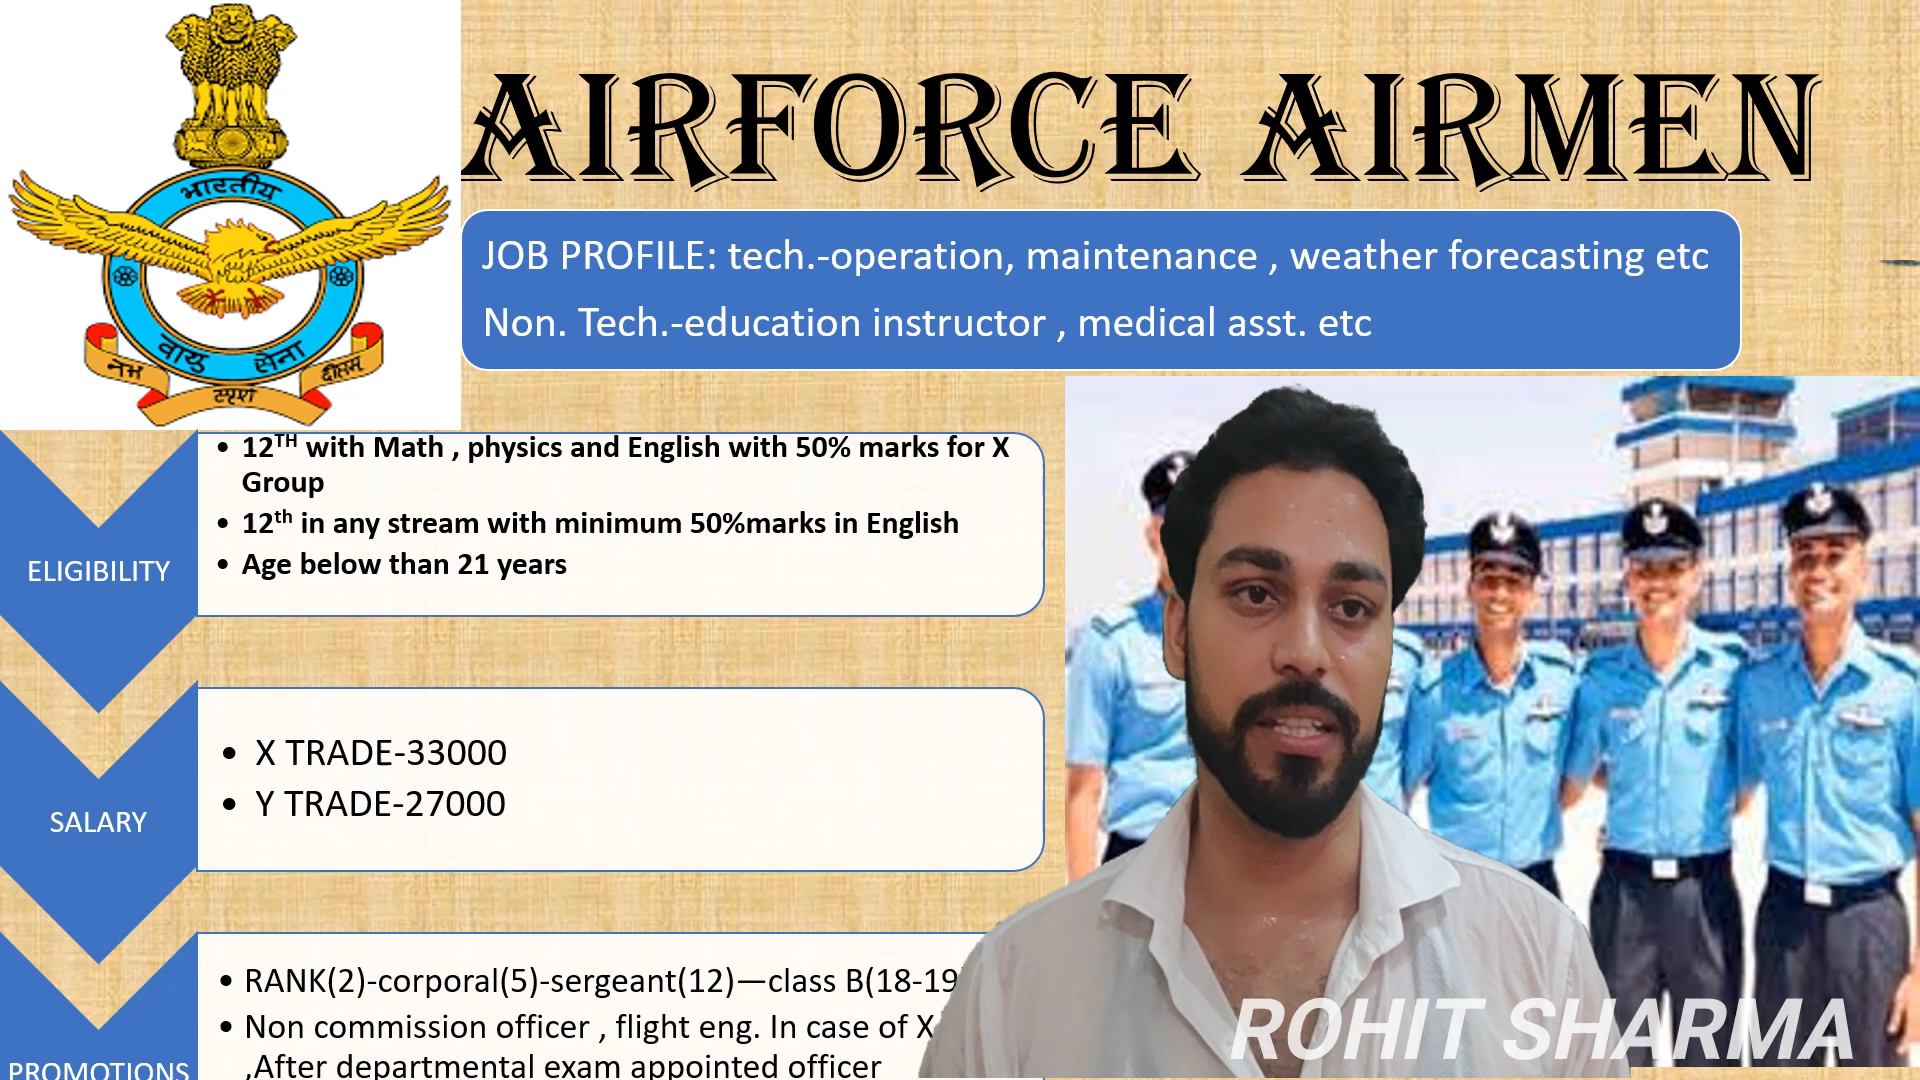 भारतीय
वायु सेना
नभः स्पृशं दीप्तम्
AIRFORCE AIRMEN
JOB PROFILE: tech.-operation, maintenance , weather forecasting etc
Non. Tech.-education instructor , medical asst. etc
ELIGIBILITY
• 12TH with Math , physics and English with 50% marks for X
Group
• 12th in any stream with minimum 50%marks in English
• Age below than 21 years
SALARY
• X TRADE-33000
• Y TRADE-27000
PROMOTIONS
• RANK(2)-corporal(5)-sergeant(12)—class B(18-19
• Non commission officer , flight eng. In case of X
,After departmental exam appointed officer
ROHIT SHARMA